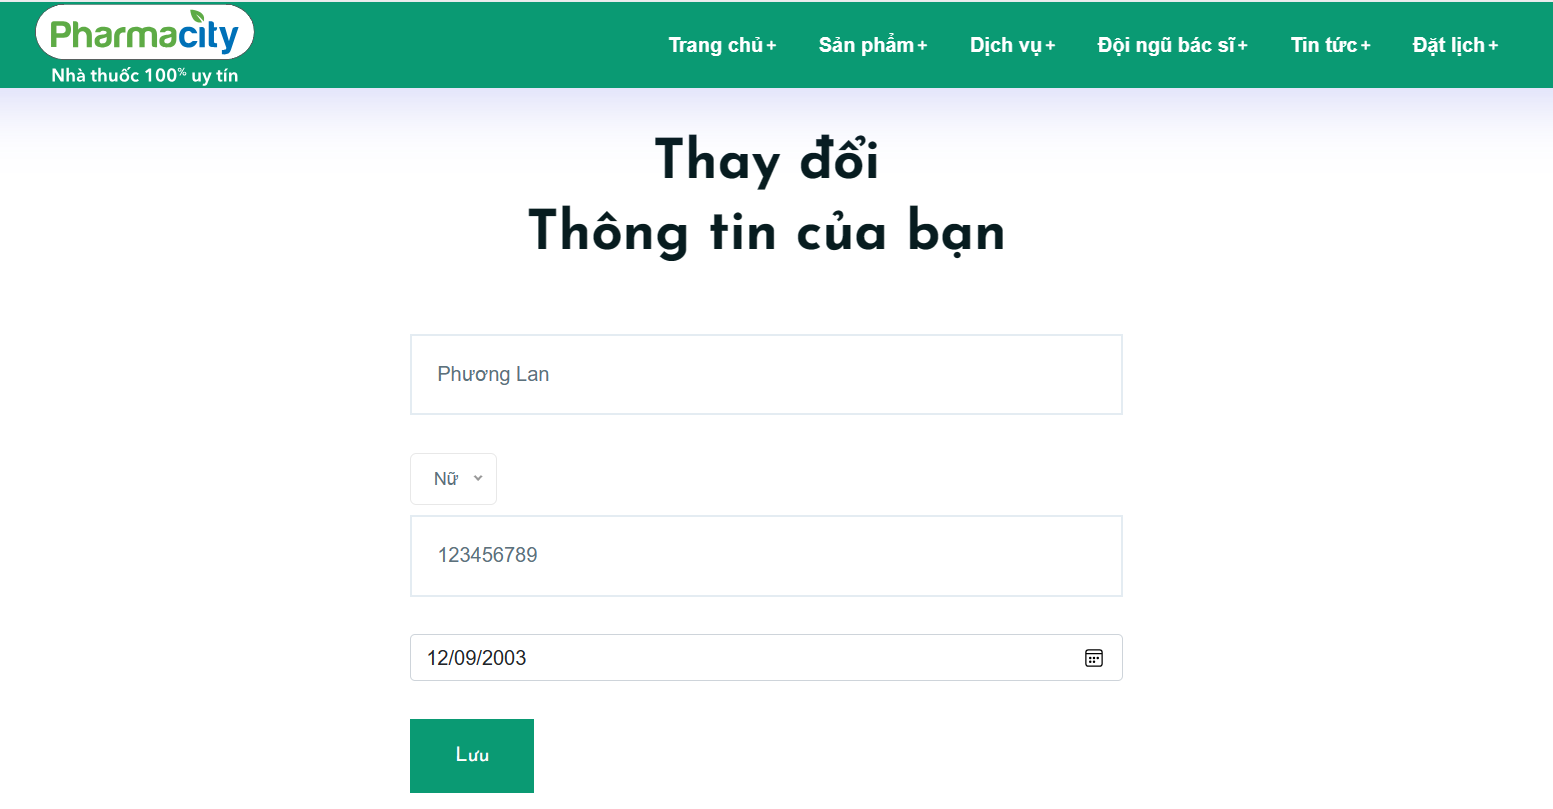 Pharmacity
Nhà thuốc 100% uy tín
Trang chủ+ Sản phẩm+ Dịch vụ+ Đội ngũ bác sĩ+ Tin tức+ Đặt lịch+
Thay đổi
Thông tin của bạn
Phương Lan
Nữ
123456789
12/09/2003
Lưu